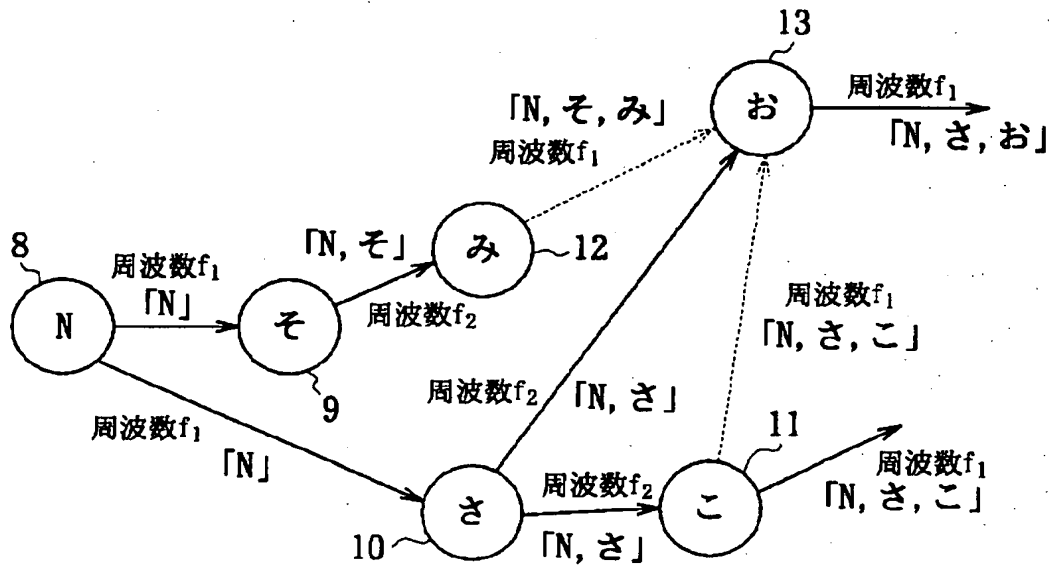 13
お
周波数f₁
「N, さ, お」
「N, そ, み」
周波数f₁
み
12
「N, そ」
周波数f₂
8
N
周波数f₁
「N」
そ
9
周波数f₁
「N」
周波数f₁
「N, さ, こ」
周波数f₂
「N, さ」
さ
10
周波数f₂
「N, さ」
11
こ
周波数f₁
「N, さ, こ」